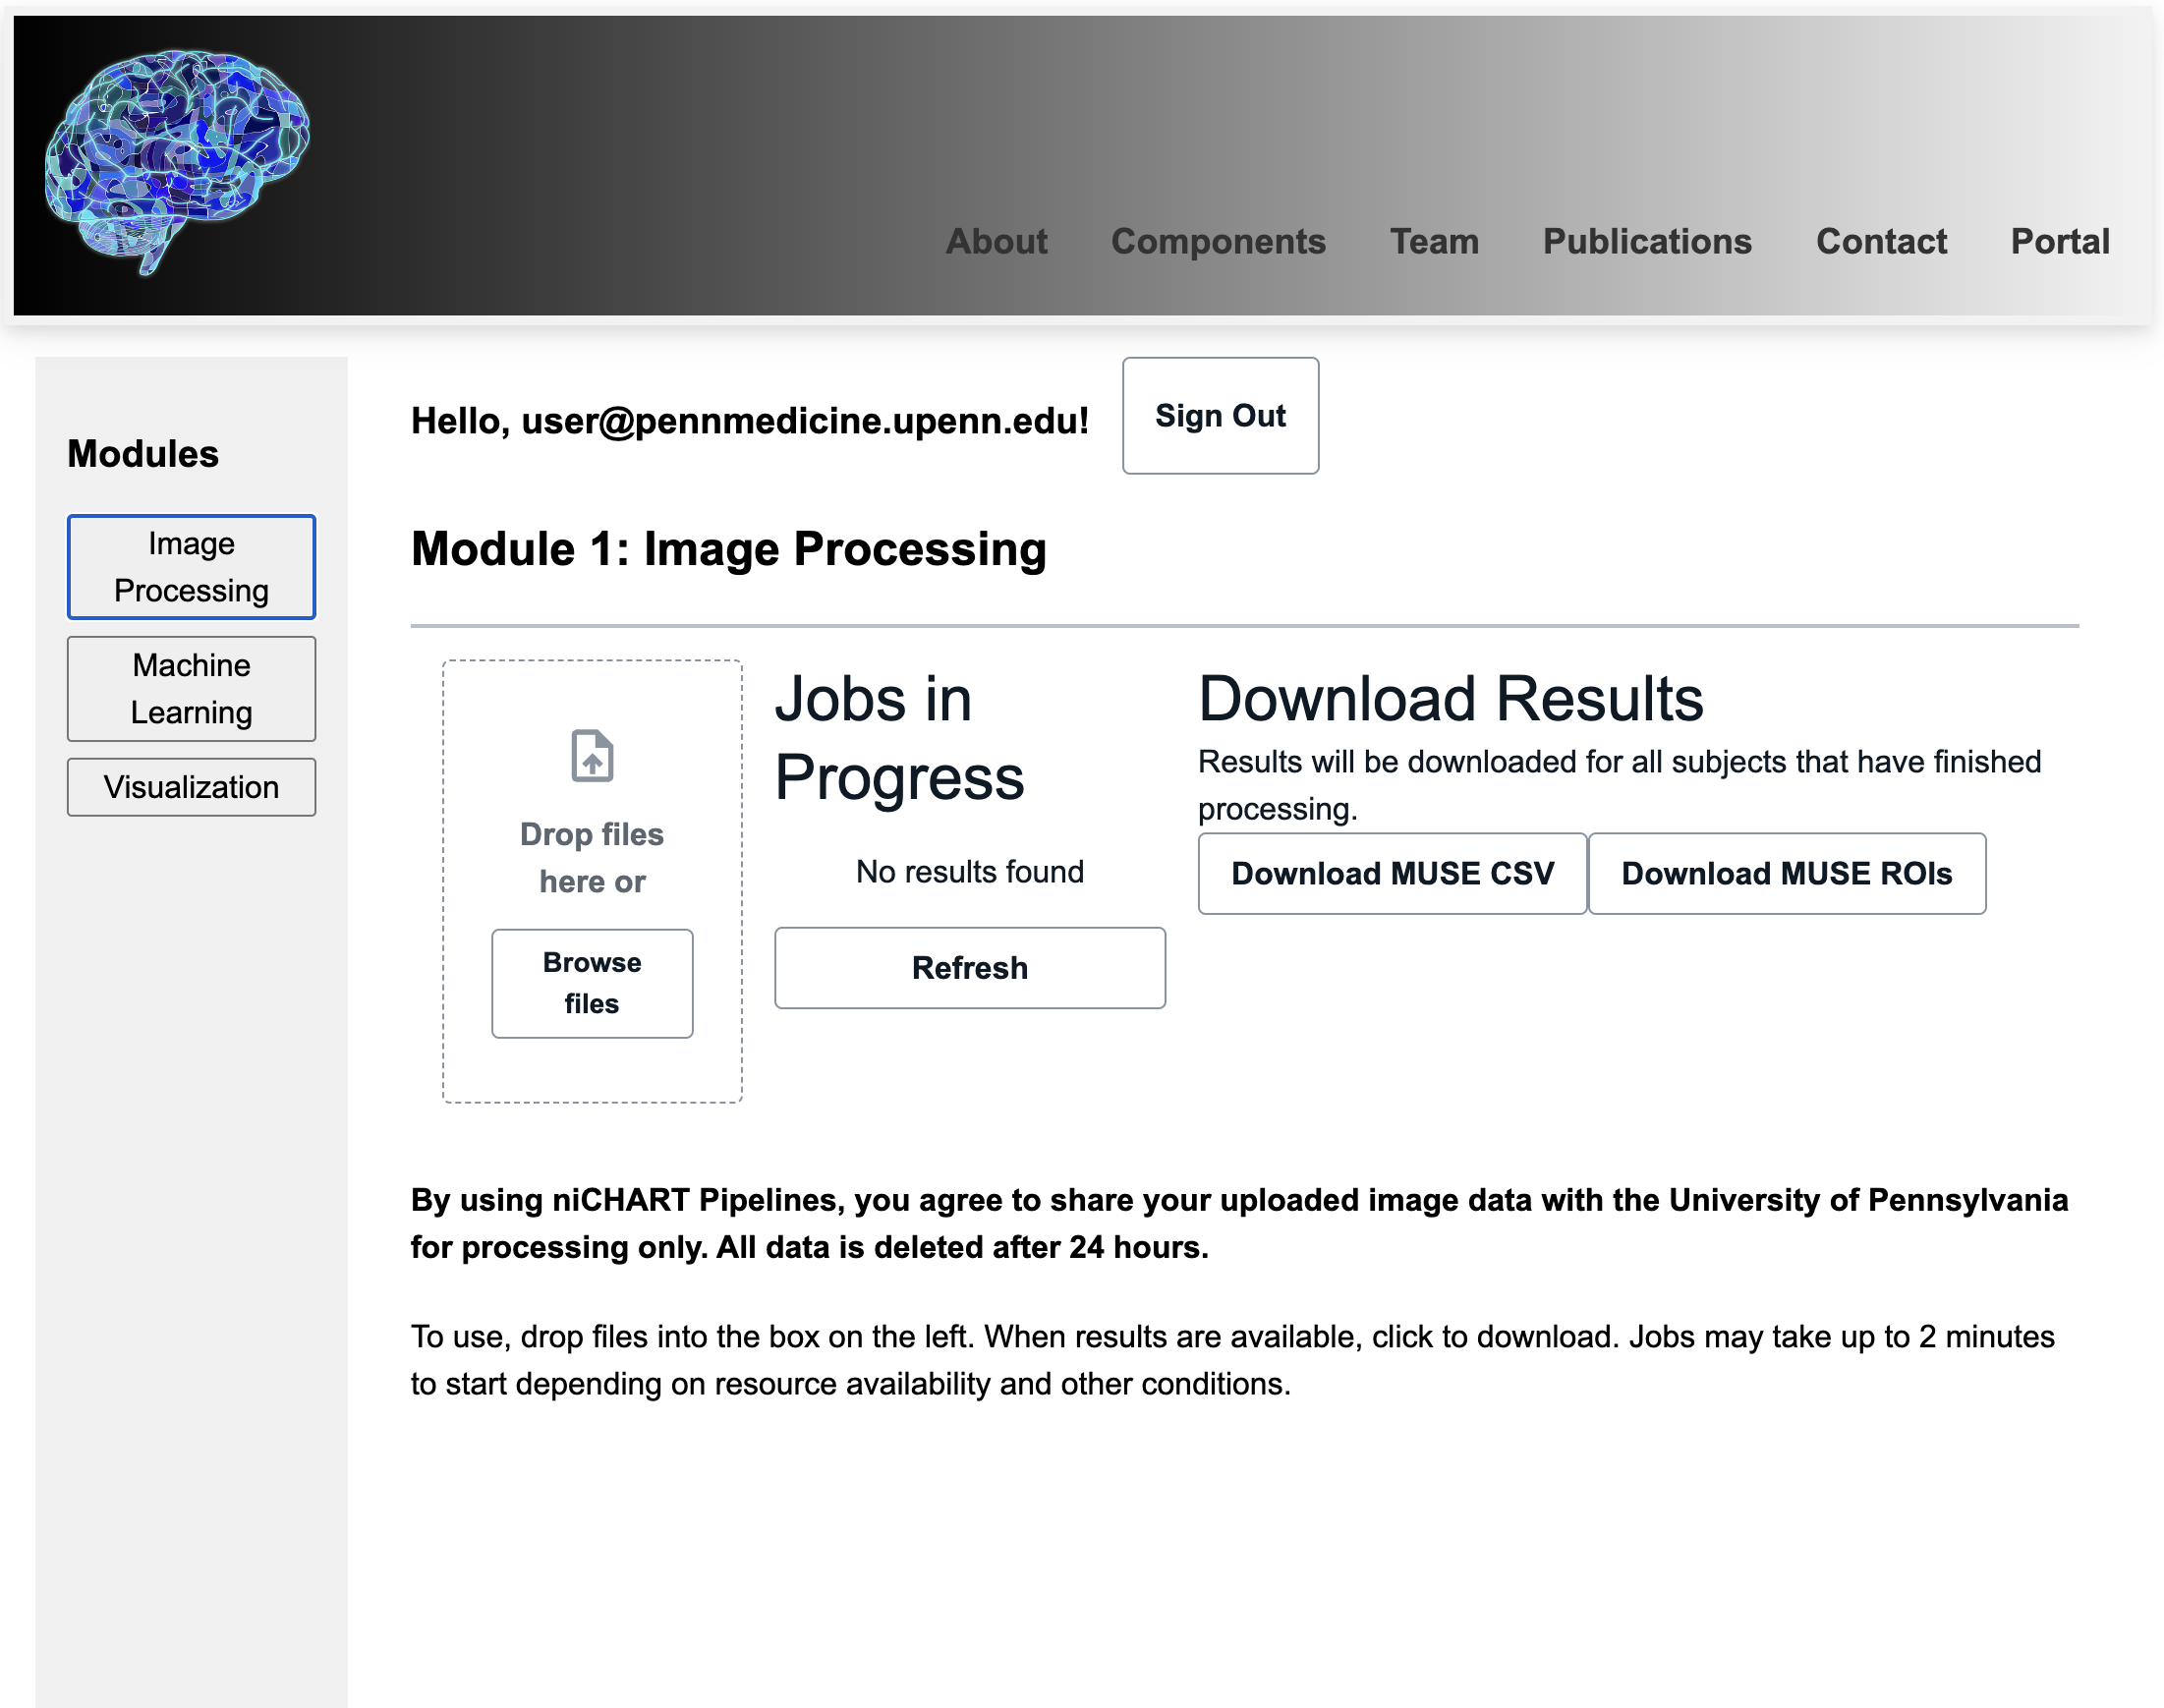 About Components Team Publications Contact Portal
Modules
Image
Processing
Machine
Learning
Visualization
Hello, user@pennmedicine.upenn.edu!
Sign Out
Module 1: Image Processing
Drop files
here or
Browse
files
Jobs in
Progress
No results found
Refresh
Download Results
Results will be downloaded for all subjects that have finished
processing.
Download MUSE CSV
Download MUSE ROIs
By using niCHART Pipelines, you agree to share your uploaded image data with the University of Pennsylvania
for processing only. All data is deleted after 24 hours.
To use, drop files into the box on the left. When results are available, click to download. Jobs may take up to 2 minutes
to start depending on resource availability and other conditions.